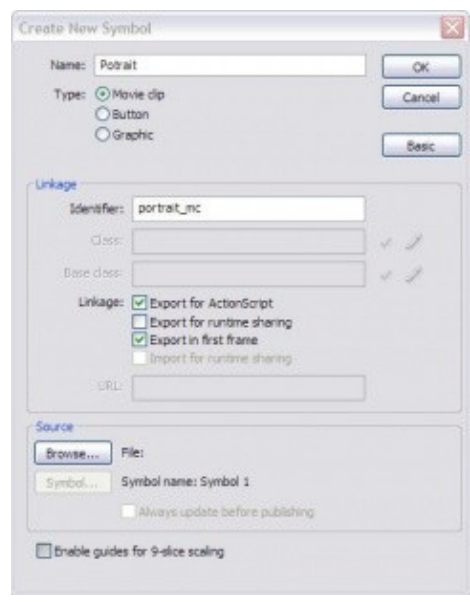 Create New Symbol
Name: Potrait
OK
Type: Movie clip
Cancel
Button
Graphic
Basic
Linkage
Identifier: portrait_mc
Class:
Base class:
Linkage: Export for ActionScript
Export for runtime sharing
Export in first frame
Import for runtime sharing
URL:
Source
Browse... File:
Symbol... Symbol name: Symbol 1
Always update before publishing
Enable guides for 9-slice scaling